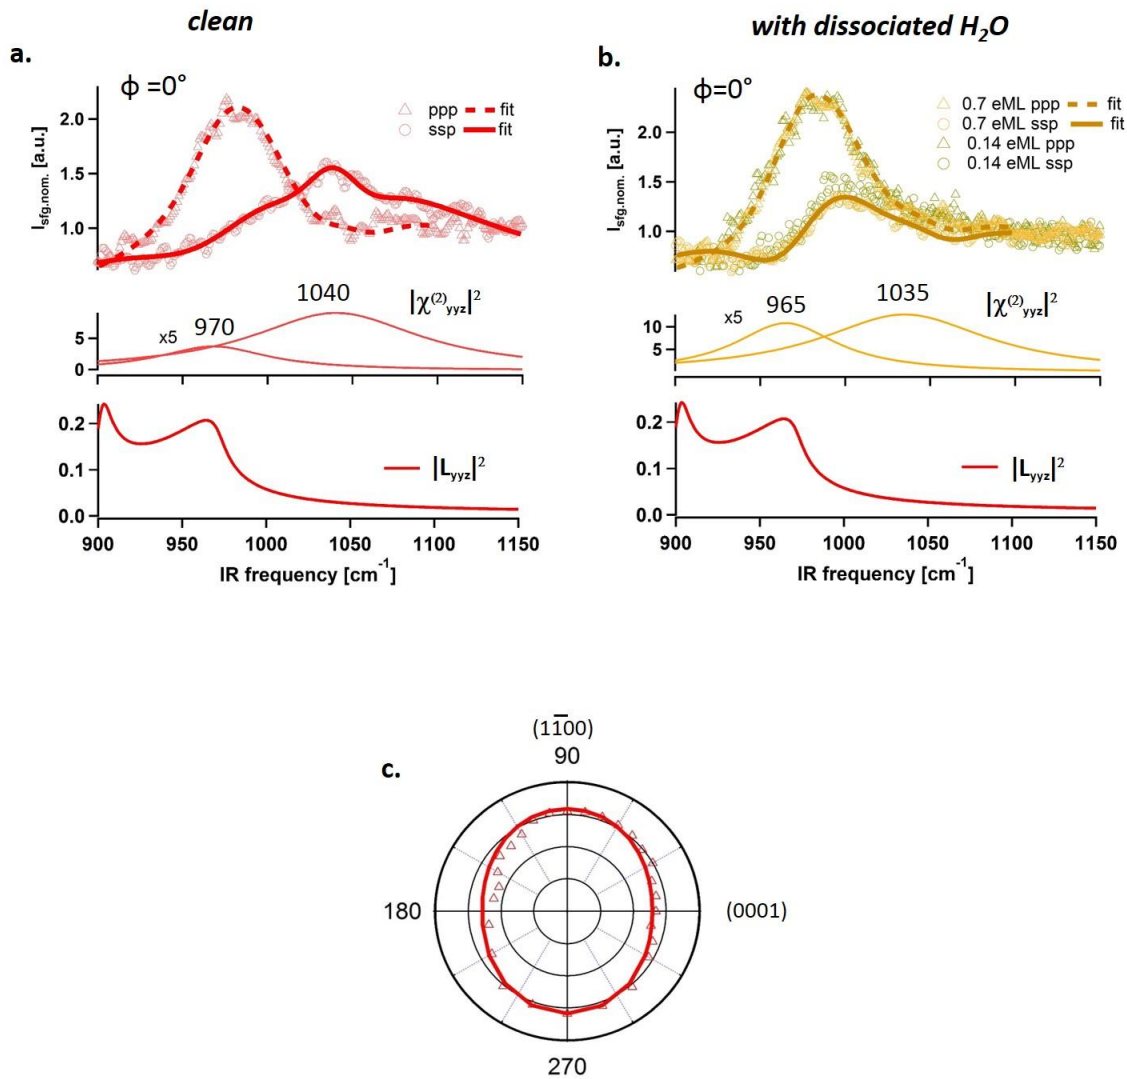 clean
with dissociated H₂O
a.
ϕ =0°
ppp fit
ssp fit
I_sfg.nom. [a.u.]
2.0
1.5
1.0
1040
|χ⁽²⁾yyz|²
x5 970
5
0
0.2
0.1
0.0
|Lyyz|²
900 950 1000 1050 1100 1150
IR frequency [cm⁻¹]
b.
ϕ=0°
0.7 eML ppp fit
0.7 eML ssp fit
0.14 eML ppp
0.14 eML ssp
I_sfg.nom. [a.u.]
2.0
1.5
1.0
965 1035
|χ⁽²⁾yyz|²
x5
10
5
0.2
0.1
0.0
|Lyyz|²
900 950 1000 1050 1100 1150
IR frequency [cm⁻¹]
c.
(11̅00)
90
180
(0001)
270